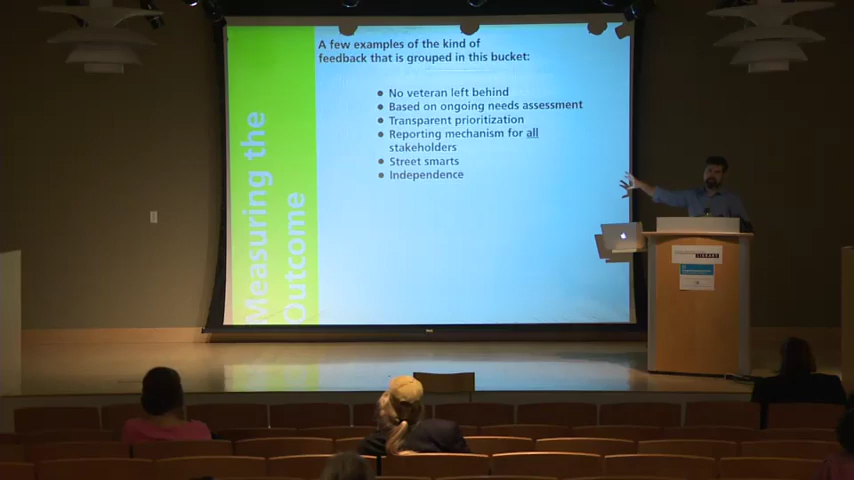 A few examples of the kind of
feedback that is grouped in this bucket:
Measuring the
Outcome
● No veteran left behind
● Based on ongoing needs assessment
● Transparent prioritization
● Reporting mechanism for all
stakeholders
● Street smarts
● Independence
LIBRARY